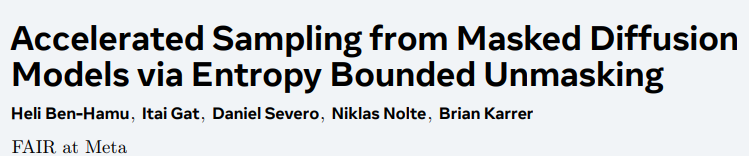 Accelerated Sampling from Masked Diffusion
Models via Entropy Bounded Unmasking
Heli Ben-Hamu, Itai Gat, Daniel Severo, Niklas Nolte, Brian Karrer
FAIR at Meta